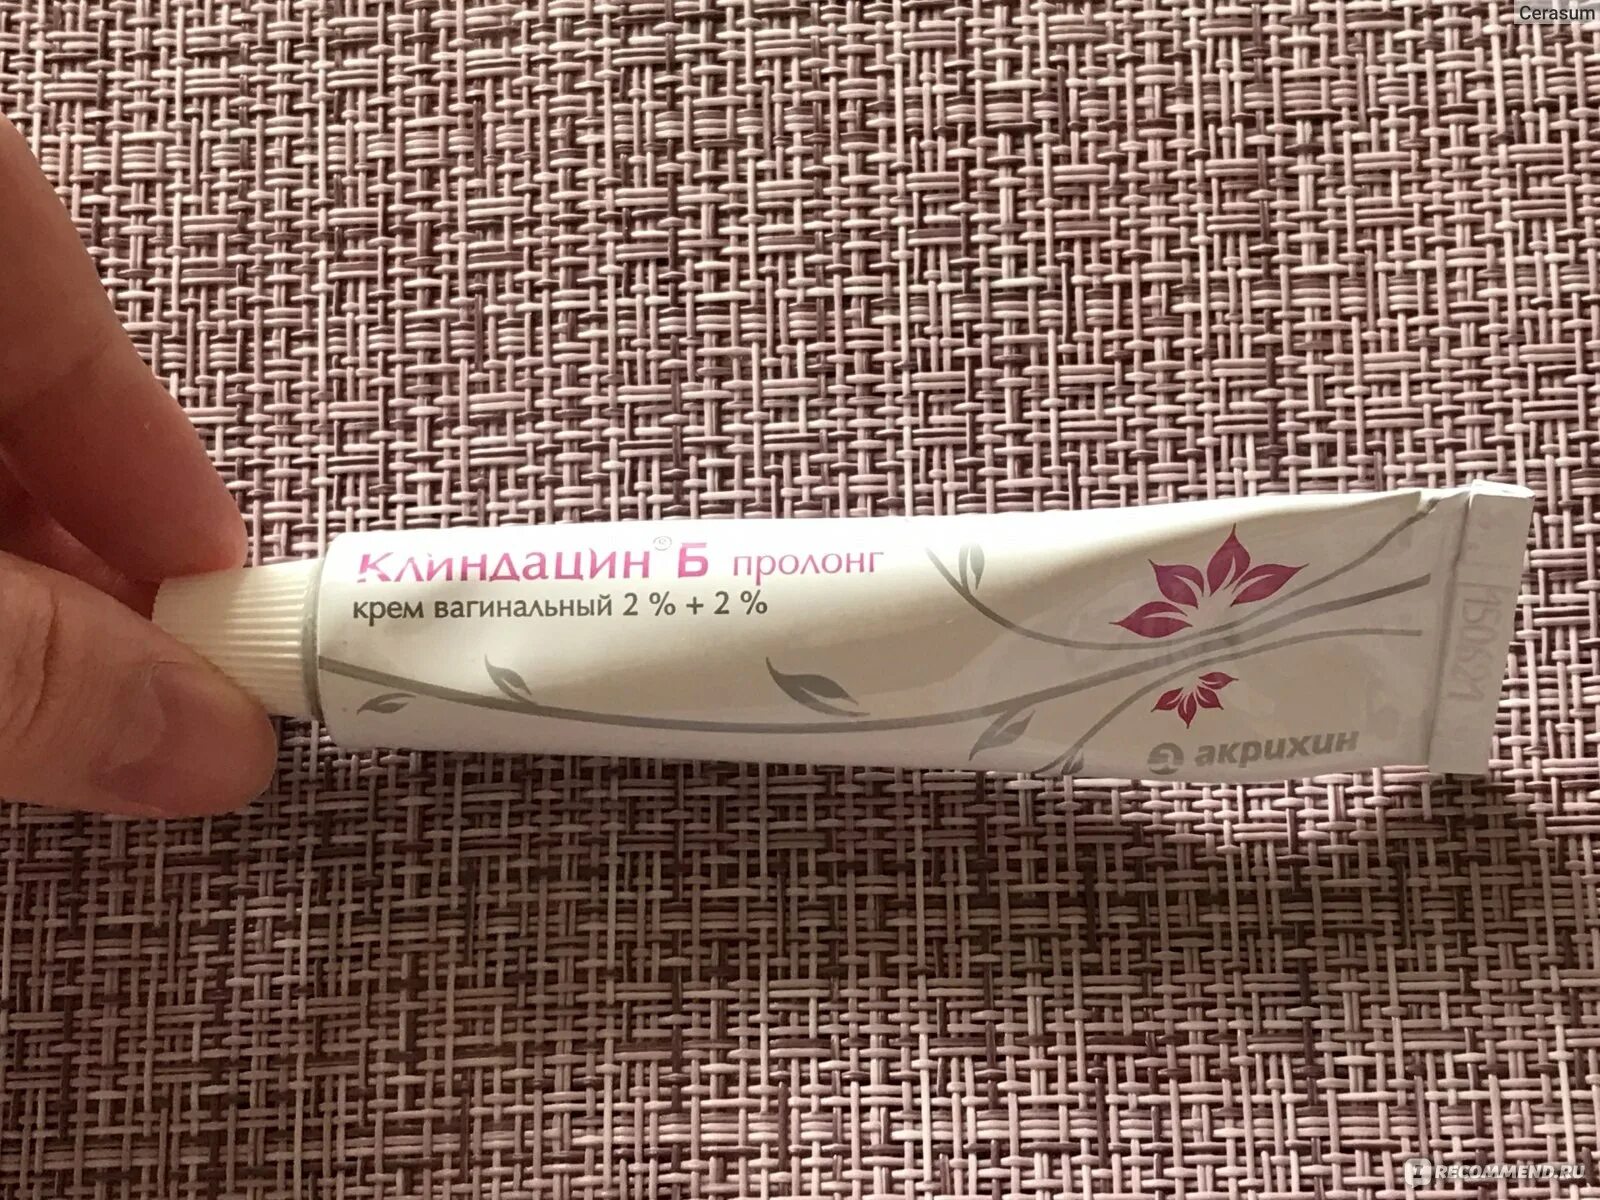 Cerasum
Клиндацин® Б пролонг
крем вагинальный 2 % + 2 %
акрихин
RECOMMEND.RU